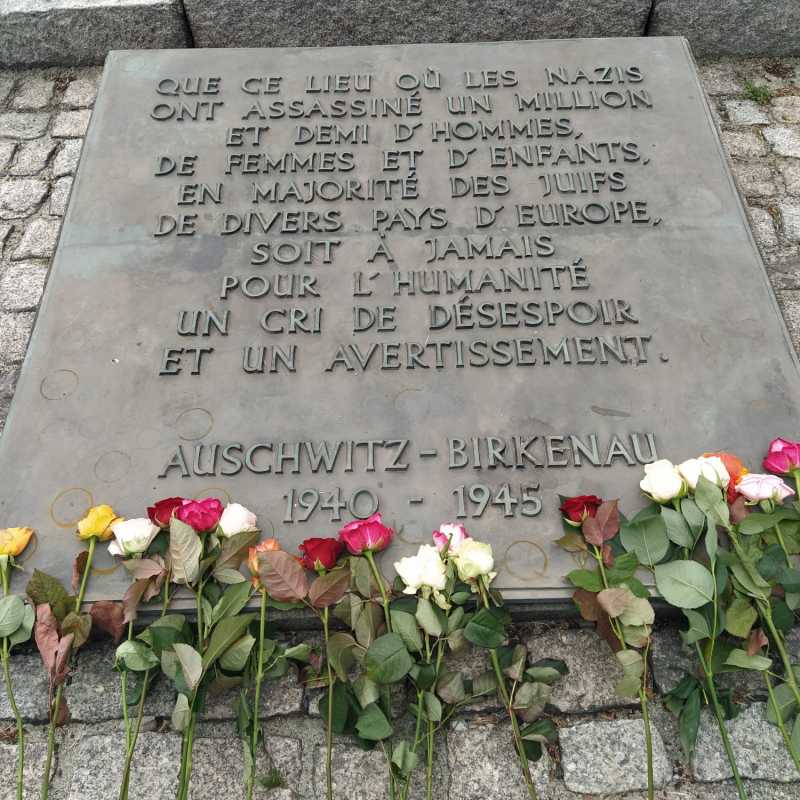 QUE CE LIEU OÙ LES NAZIS
ONT ASSASSINÉ UN MILLION
ET DEMI D'HOMMES,
DE FEMMES ET D'ENFANTS,
EN MAJORITÉ DES JUIFS
DE DIVERS PAYS D'EUROPE,
SOIT À JAMAIS
POUR L'HUMANITÉ
UN CRI DE DÉSESPOIR
ET UN AVERTISSEMENT.
AUSCHWITZ - BIRKENAU
1940 - 1945